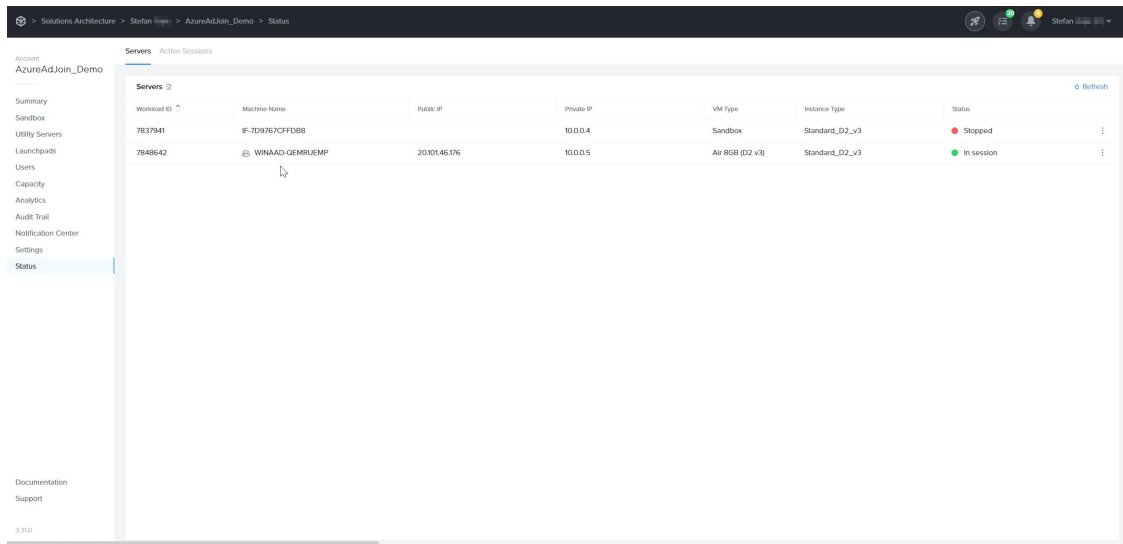 > Solutions Architecture > Stefan > AzureAdJoin_Demo > Status
20
4
Stefan
Account
AzureAdJoin_Demo
Summary
Sandbox
Utility Servers
Launchpads
Users
Capacity
Analytics
Audit Trail
Notification Center
Settings
Status
Documentation
Support
3.31.0
Servers Active Sessions
Servers
Refresh
Workload ID Machine Name Public IP Private IP VM Type Instance Type Status
7837941 IF-7D9767CFFDB8 10.0.0.4 Sandbox Standard_D2_v3 Stopped
7848642 WINAAD-QEMRUEMP 20.101.46.176 10.0.0.5 Air 8GB (D2 v3) Standard_D2_v3 In session